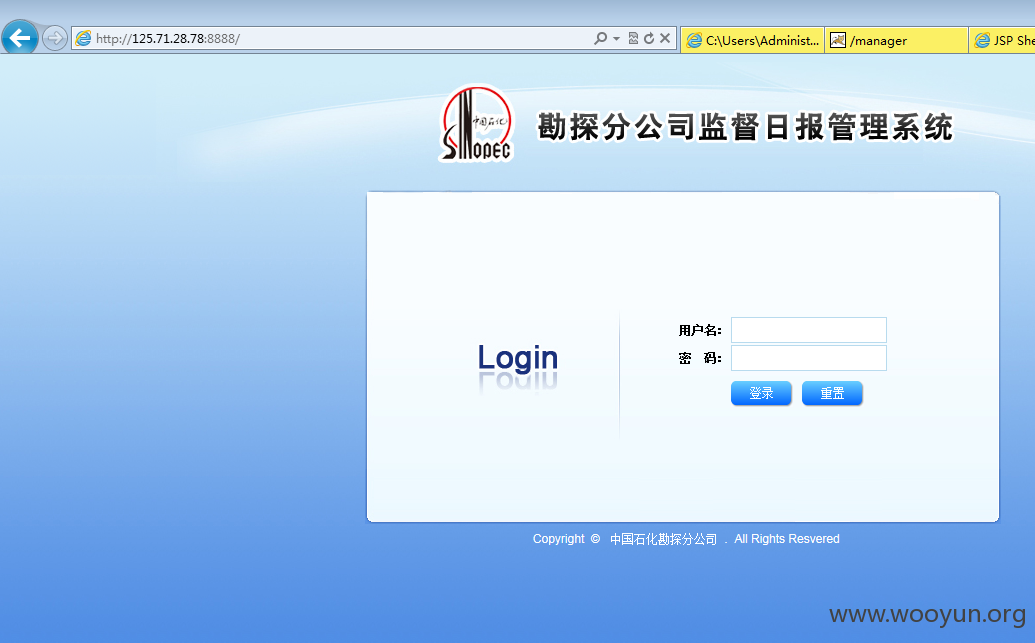 http://125.71.28.78:8888/
C:\Users\Administ...
/manager
JSP She
中国石化
SINOPEC
勘探分公司监督日报管理系统
Login
用户名:
密 码:
登录 重置
Copyright © 中国石化勘探分公司 . All Rights Resvered
www.wooyun.org